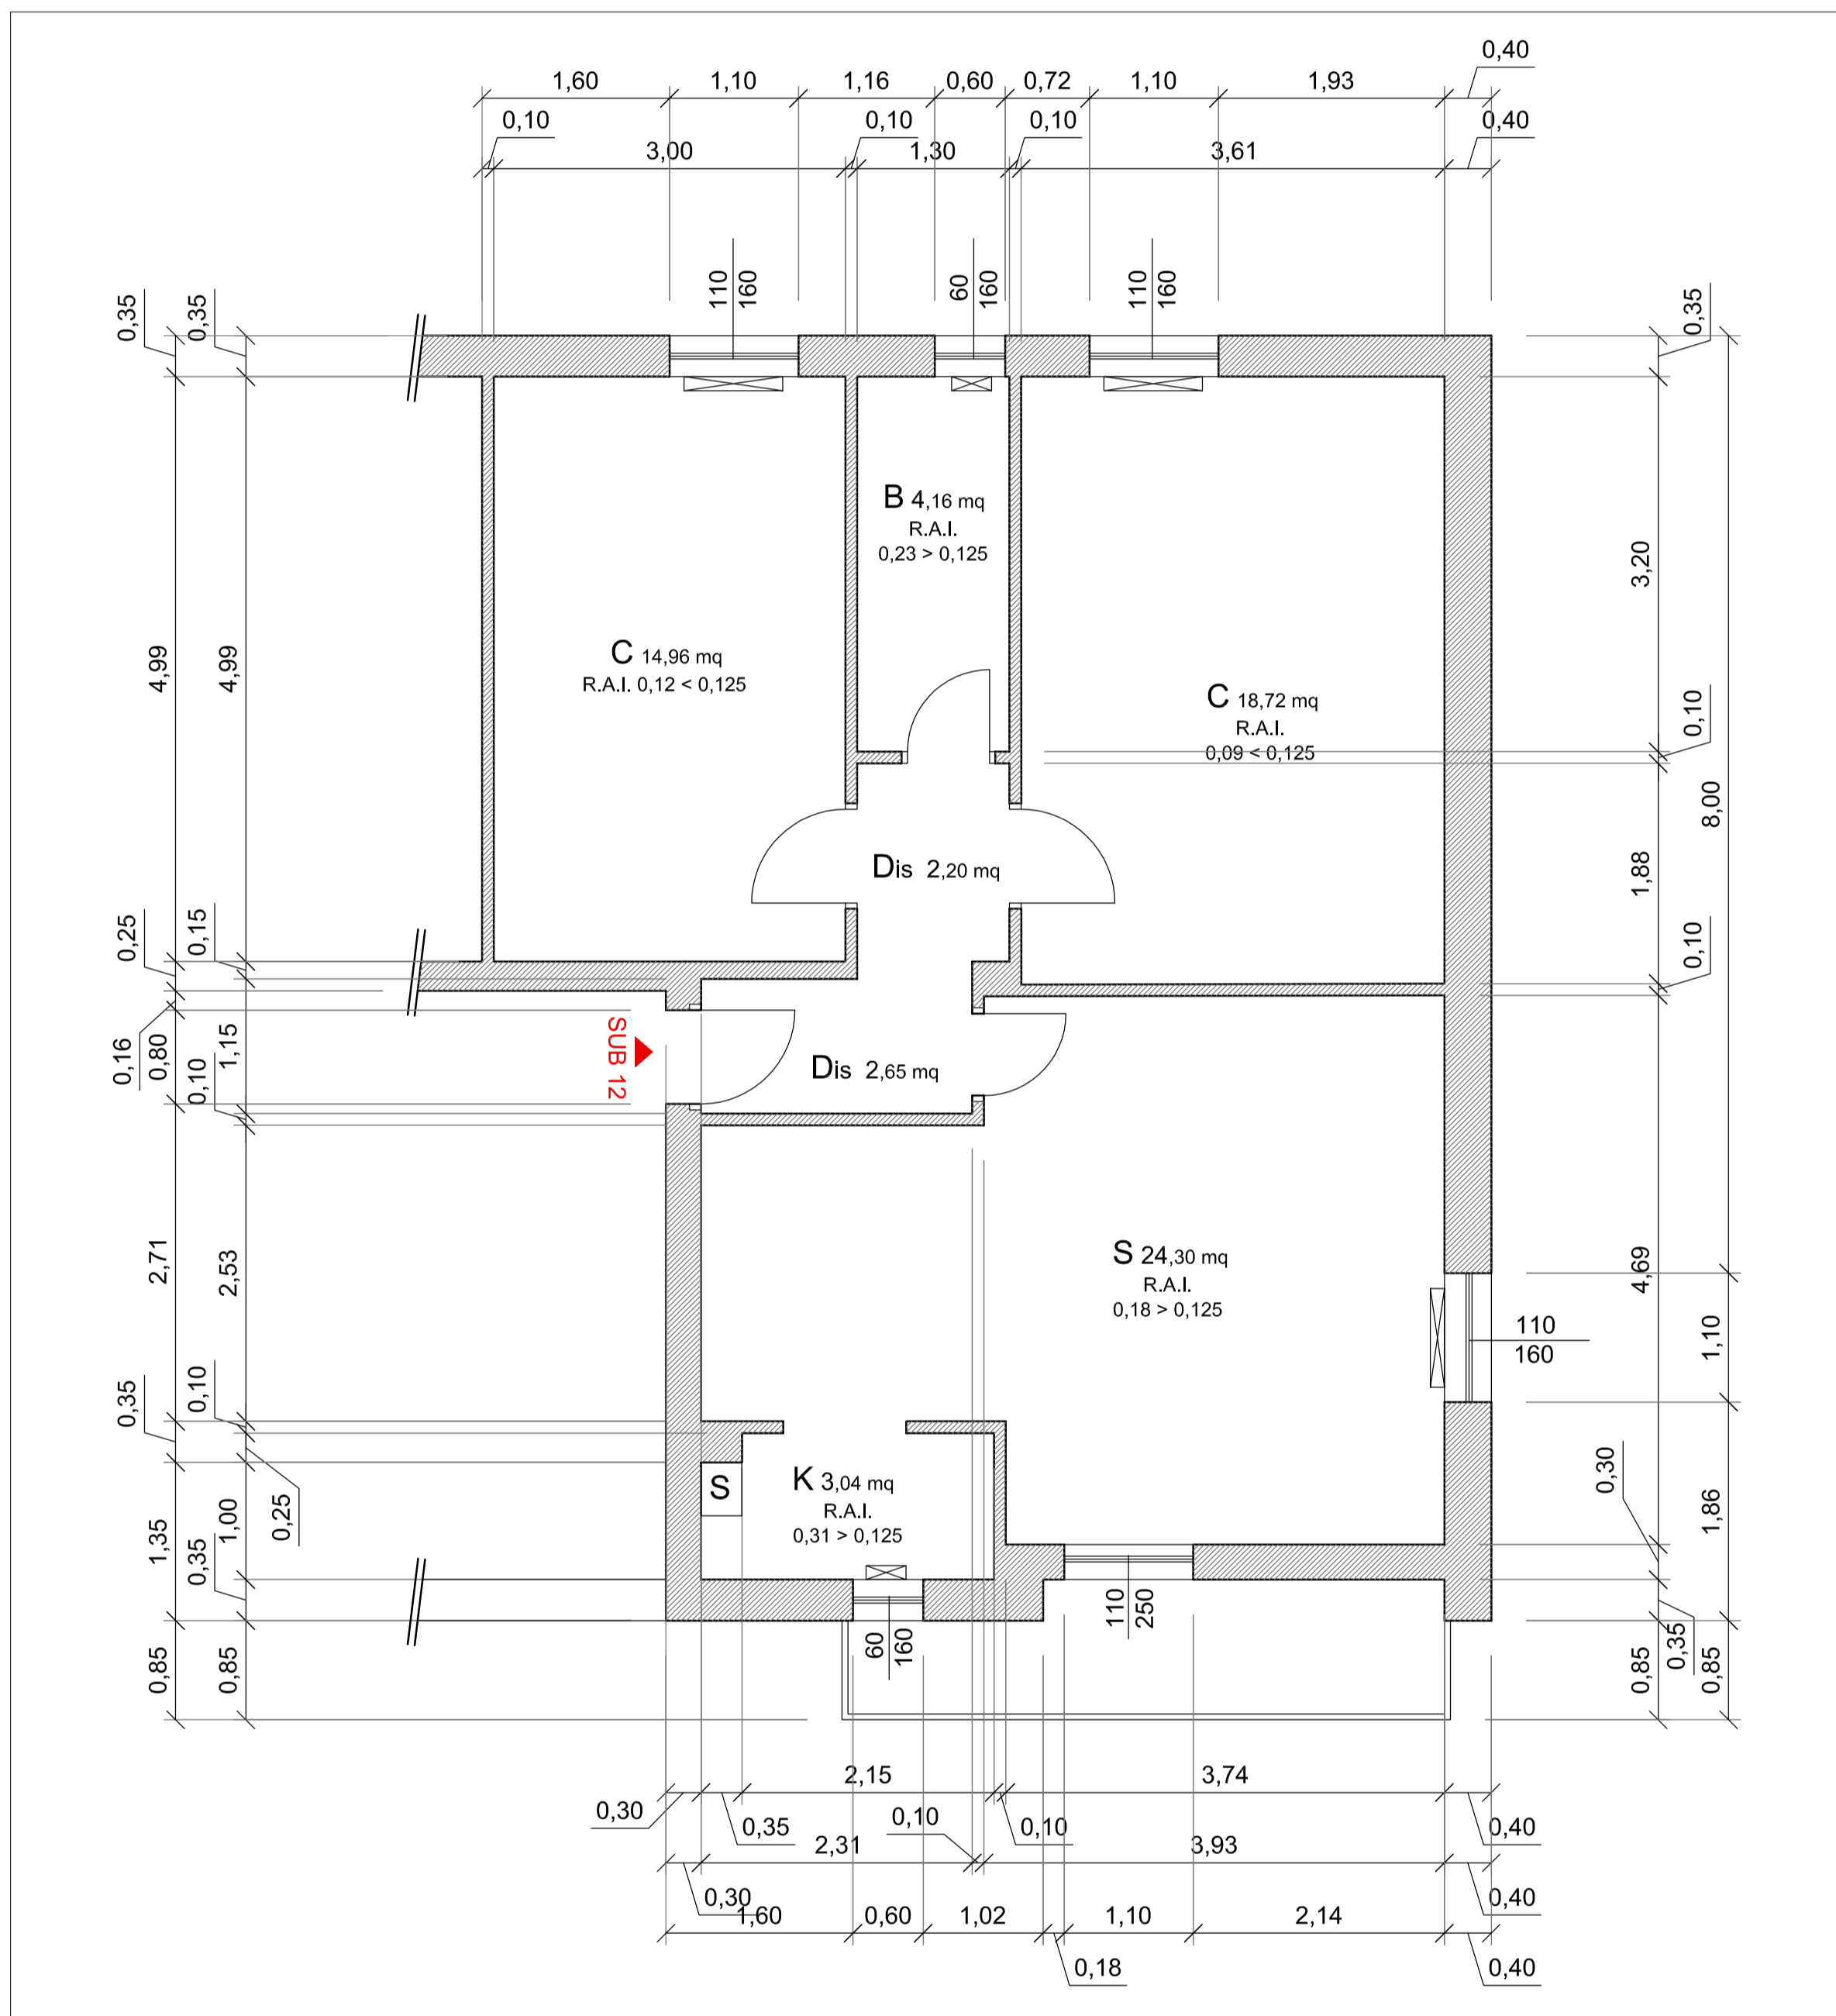 0,40
1,60 1,10 1,16 0,60 0,72 1,10 1,93
0,10 0,10 0,10 0,40
3,00 1,30 3,61
110
160
60
160
110
160
0,35 0,35 0,35
B 4,16 mq
R.A.I.
0,23 > 0,125
3,20
C 14,96 mq
R.A.I. 0,12 < 0,125
4,99 4,99
C 18,72 mq
R.A.I.
0,09 < 0,125
0,10
8,00
Dis 2,20 mq
1,88
0,25 0,15
0,10
0,16 0,80 0,10 1,15
SUB 12
Dis 2,65 mq
2,71 2,53
S 24,30 mq
R.A.I.
0,18 > 0,125
4,69
110
160
1,10
0,35 0,10
K 3,04 mq
R.A.I.
0,31 > 0,125
S
0,30
1,35 0,35 1,00 0,25
1,86
110
250
60
160
0,85 0,85
0,85 0,35 0,85
2,15 3,74
0,30 0,35 0,10 0,10 0,40
2,31 3,93
0,30 0,40
1,60 0,60 1,02 1,10 2,14
0,18 0,40